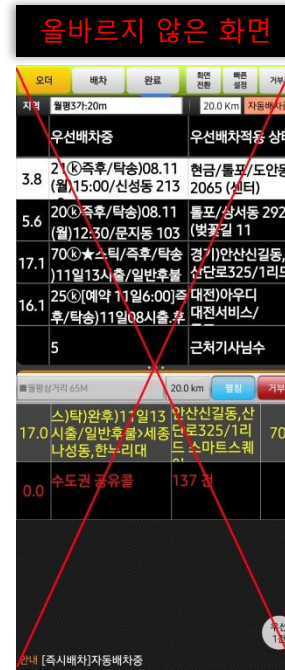 올바르지 않은 화면
오더 배차 완료 화면 전환 빠른 설정 거부
지역 월평3가:20m 20.0 Km 자동배차
우선배차중 우선배차적용 상태
3.8 21ⓚ즉후/탁송)08.11 현금/톨포/도안동
(월)15:00/신성동 213 2065 (센터)
5.6 20ⓚ즉후/탁송)08.11 톨포/상서동 292
(월)12:30/문지동 103 (벚꽃길 11
17.1 70ⓚ★스틱/즉후/탁송 경기)안산신길동,
)11일13시출/일반후불 산단로325/1리드
16.1 25ⓚ[예약 11일6:00]즉 대전)아우디
후/탁송)11일08시출.후 대전서비스/
5 근처기사님수
■월평삼거리 65M 20.0 km 펼침 거부
스)탁)완후)11일13 안산신길동,산
17.0 시출/일반후불>세종 단로325/1리 70
나성동,한누리대 드 스마트스퀘
0.0 수도권 공유콜 137 건
우선
안내 [즉시배차]자동배차중